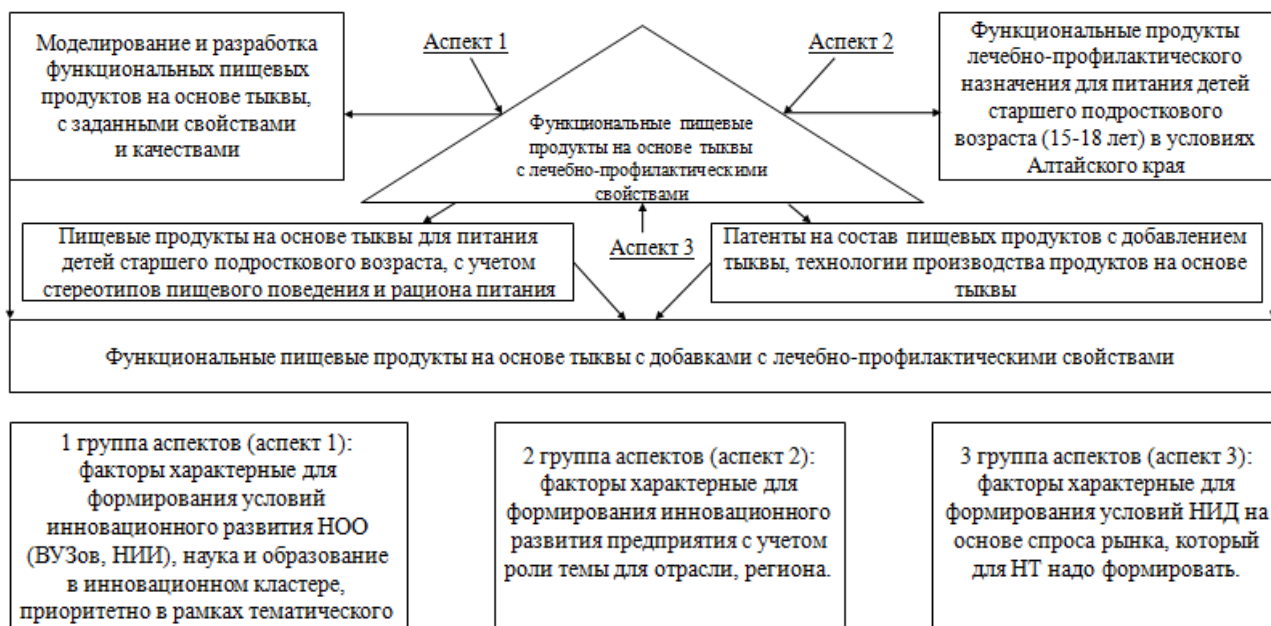 Моделирование и разработка
функциональных пищевых
продуктов на основе тыквы,
с заданными свойствами
и качествами
Аспект 1
Аспект 2
Функциональные продукты
лечебно-профилактического
назначения для питания детей
старшего подросткового
возраста (15-18 лет) в условиях
Алтайского края
Функциональные пищевые
продукты на основе тыквы
с лечебно-профилактическими
свойствами
Пищевые продукты на основе тыквы для питания
детей старшего подросткового возраста, с учетом
стереотипов пищевого поведения и рациона питания
Аспект 3
Патенты на состав пищевых продуктов с добавлением
тыквы, технологии производства продуктов на основе
тыквы
Функциональные пищевые продукты на основе тыквы с добавками с лечебно-профилактическими свойствами
1 группа аспектов (аспект 1):
факторы характерные для
формирования условий
инновационного развития НОО
(ВУЗов, НИИ), наука и образование
в инновационном кластере,
приоритетно в рамках тематического
2 группа аспектов (аспект 2):
факторы характерные для
формирования инновационного
развития предприятия с учетом
роли темы для отрасли, региона.
3 группа аспектов (аспект 3):
факторы характерные для
формирования условий НИД на
основе спроса рынка, который
для НТ надо формировать.